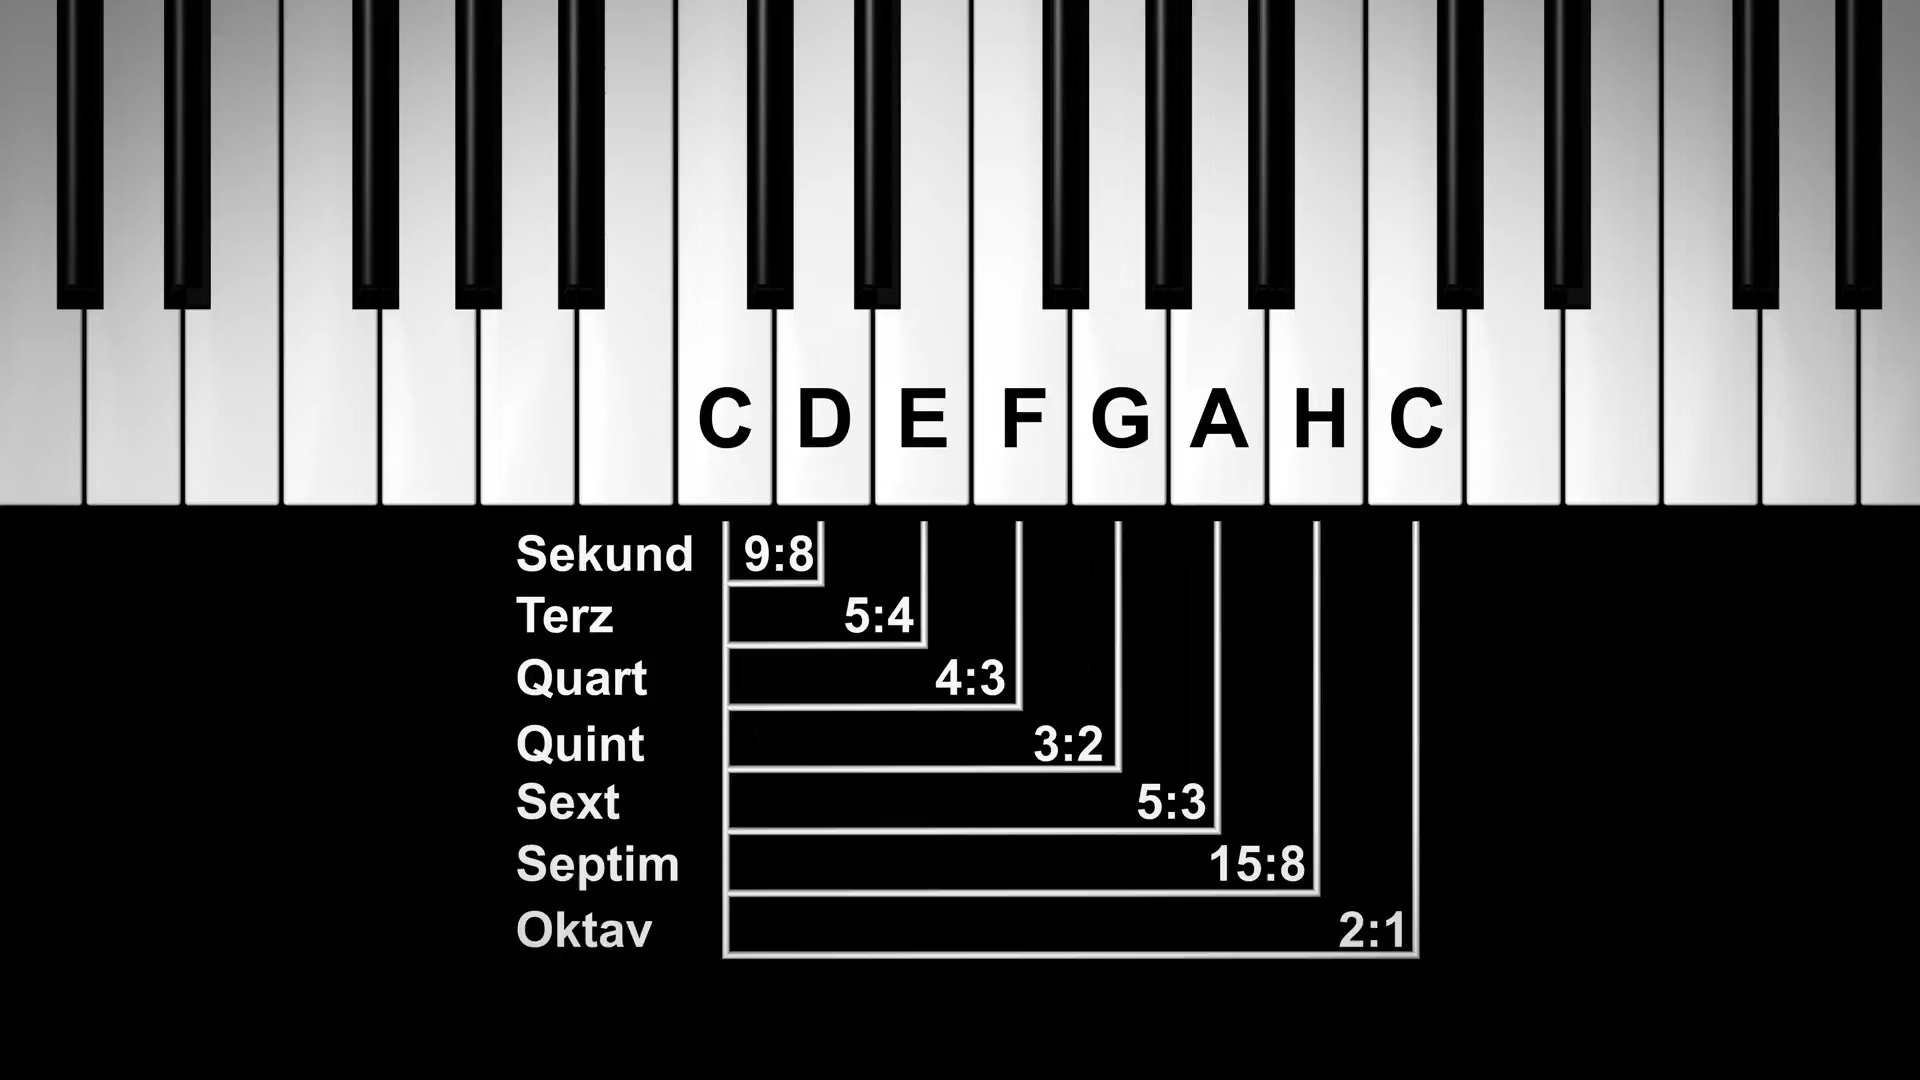 C D E F G A H C
Sekund 9:8
Terz 5:4
Quart 4:3
Quint 3:2
Sext 5:3
Septim 15:8
Oktav 2:1